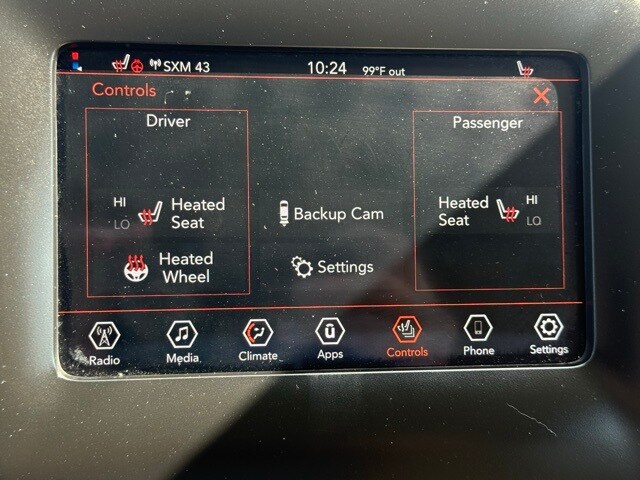 SXM 43 10:24 99°F out
Controls
Driver
Passenger
HI
LO
Heated
Seat
Backup Cam
Heated
Seat
HI
LO
Heated
Wheel
Settings
Radio Media Climate Apps Controls Phone Settings